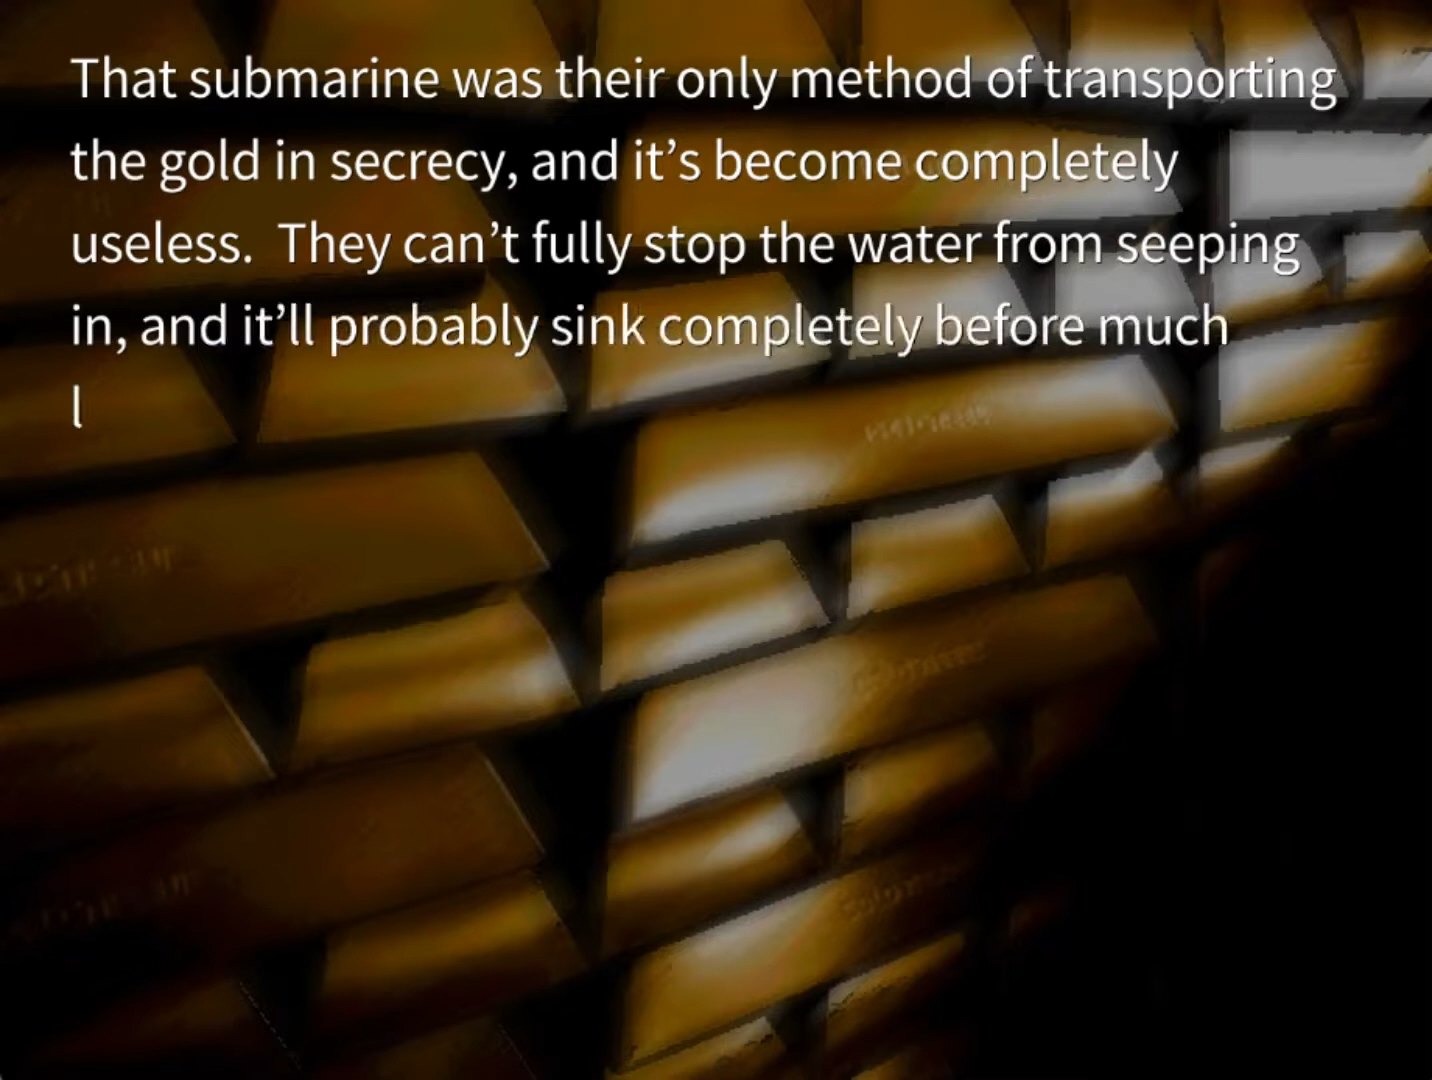 That submarine was their only method of transporting
the gold in secrecy, and it’s become completely
useless.  They can’t fully stop the water from seeping
in, and it’ll probably sink completely before much
l